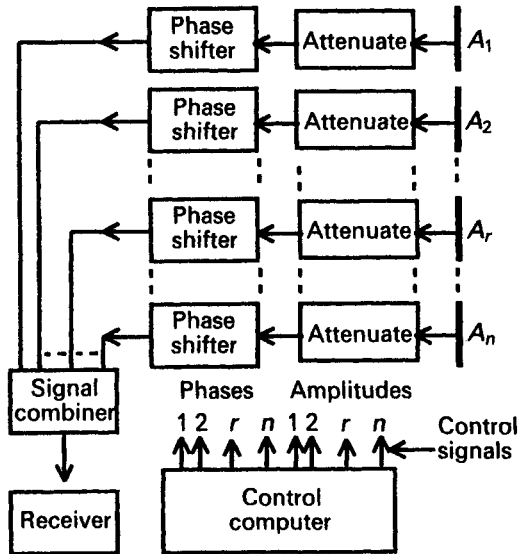 Phase
shifter
Attenuate
A1
Phase
shifter
Attenuate
A2
Phase
shifter
Attenuate
Ar
Phase
shifter
Attenuate
An
Signal
combiner
Phases Amplitudes
1 2 r n 1 2 r n
Control
signals
Receiver
Control
computer